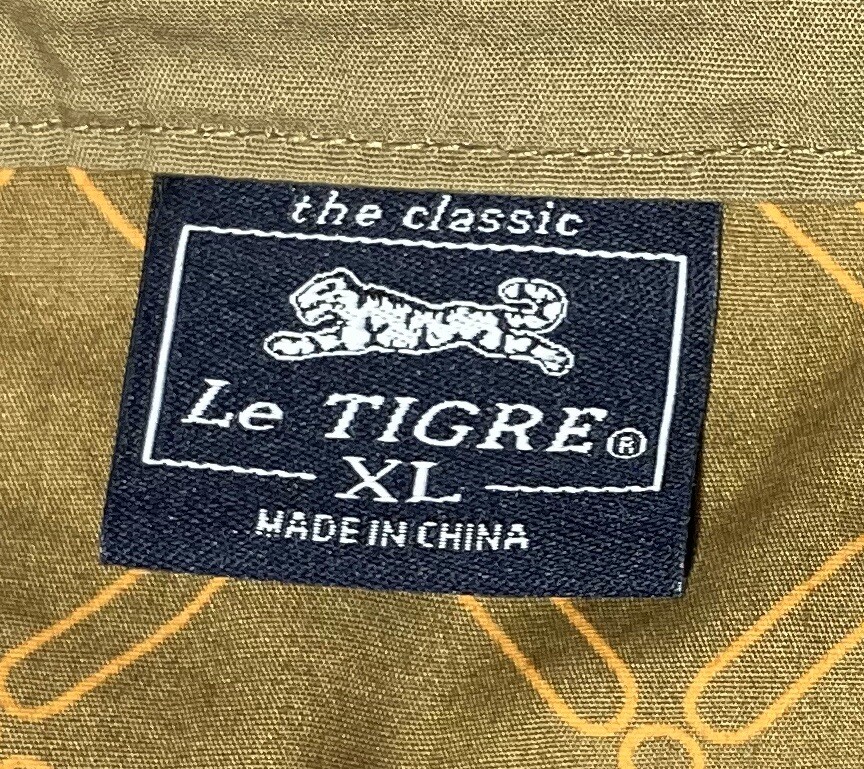 the classic
Le TIGRE®
XL
MADE IN CHINA